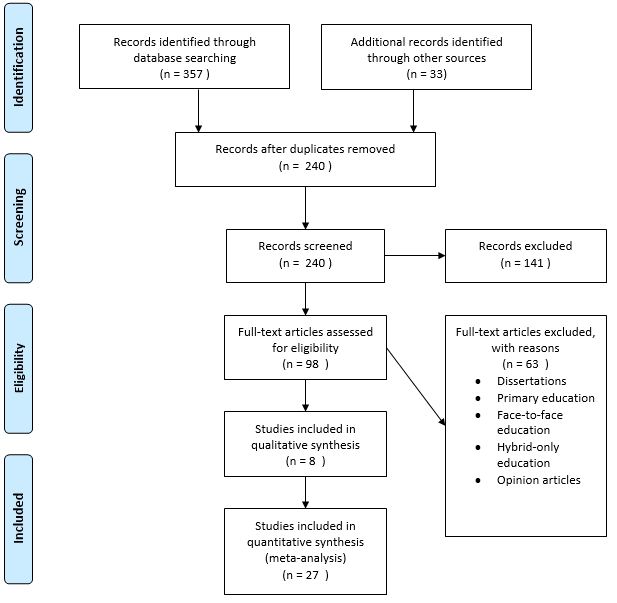 Identification
Records identified through
database searching
(n = 357 )
Additional records identified
through other sources
(n = 33)
Records after duplicates removed
(n =  240 )
Screening
Records screened
(n =  240 )
Records excluded
(n = 141 )
Eligibility
Full-text articles assessed
for eligibility
(n = 98  )
Full-text articles excluded,
with reasons
(n = 63  )
● Dissertations
● Primary education
● Face-to-face
education
● Hybrid-only
education
● Opinion articles
Studies included in
qualitative synthesis
(n = 8  )
Included
Studies included in
quantitative synthesis
(meta-analysis)
(n = 27  )